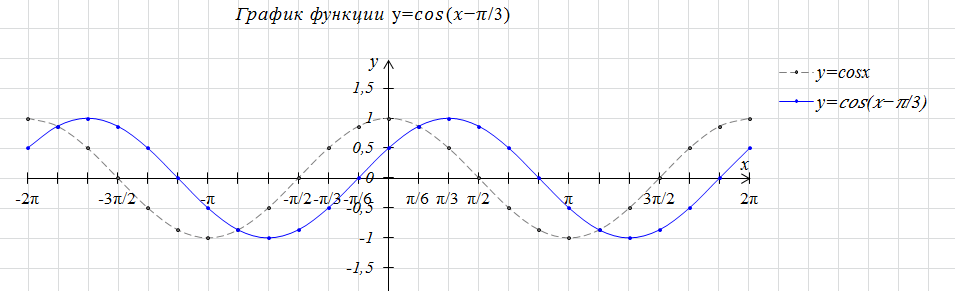 График функции y=cos(x−π/3)
y
y=cosx
1,5
y=cos(x−π/3)
1
0,5
x
0
-2π -3π/2 -π -π/2 -π/3 -π/6 π/6 π/3 π/2 π 3π/2 2π
-0,5
-1
-1,5